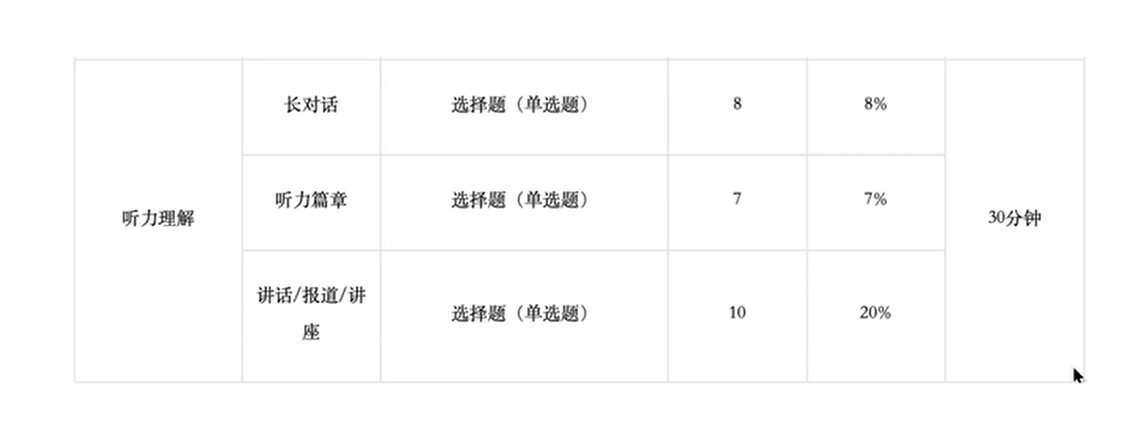 长对话
选择题（单选题）
8
8%
听力理解
听力篇章
选择题（单选题）
7
7%
30分钟
讲话/报道/讲
座
选择题（单选题）
10
20%